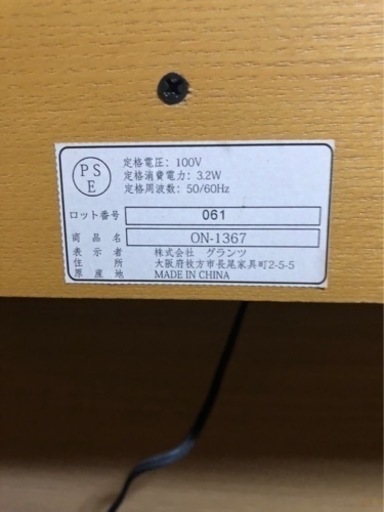 PS
E
定格電圧: 100V
定格消費電力: 3.2W
定格周波数: 50/60Hz
ロット番号 061
商品名 ON-1367
表示者 株式会社 グランツ
住所 大阪府枚方市長尾家具町2-5-5
原産地 MADE IN CHINA